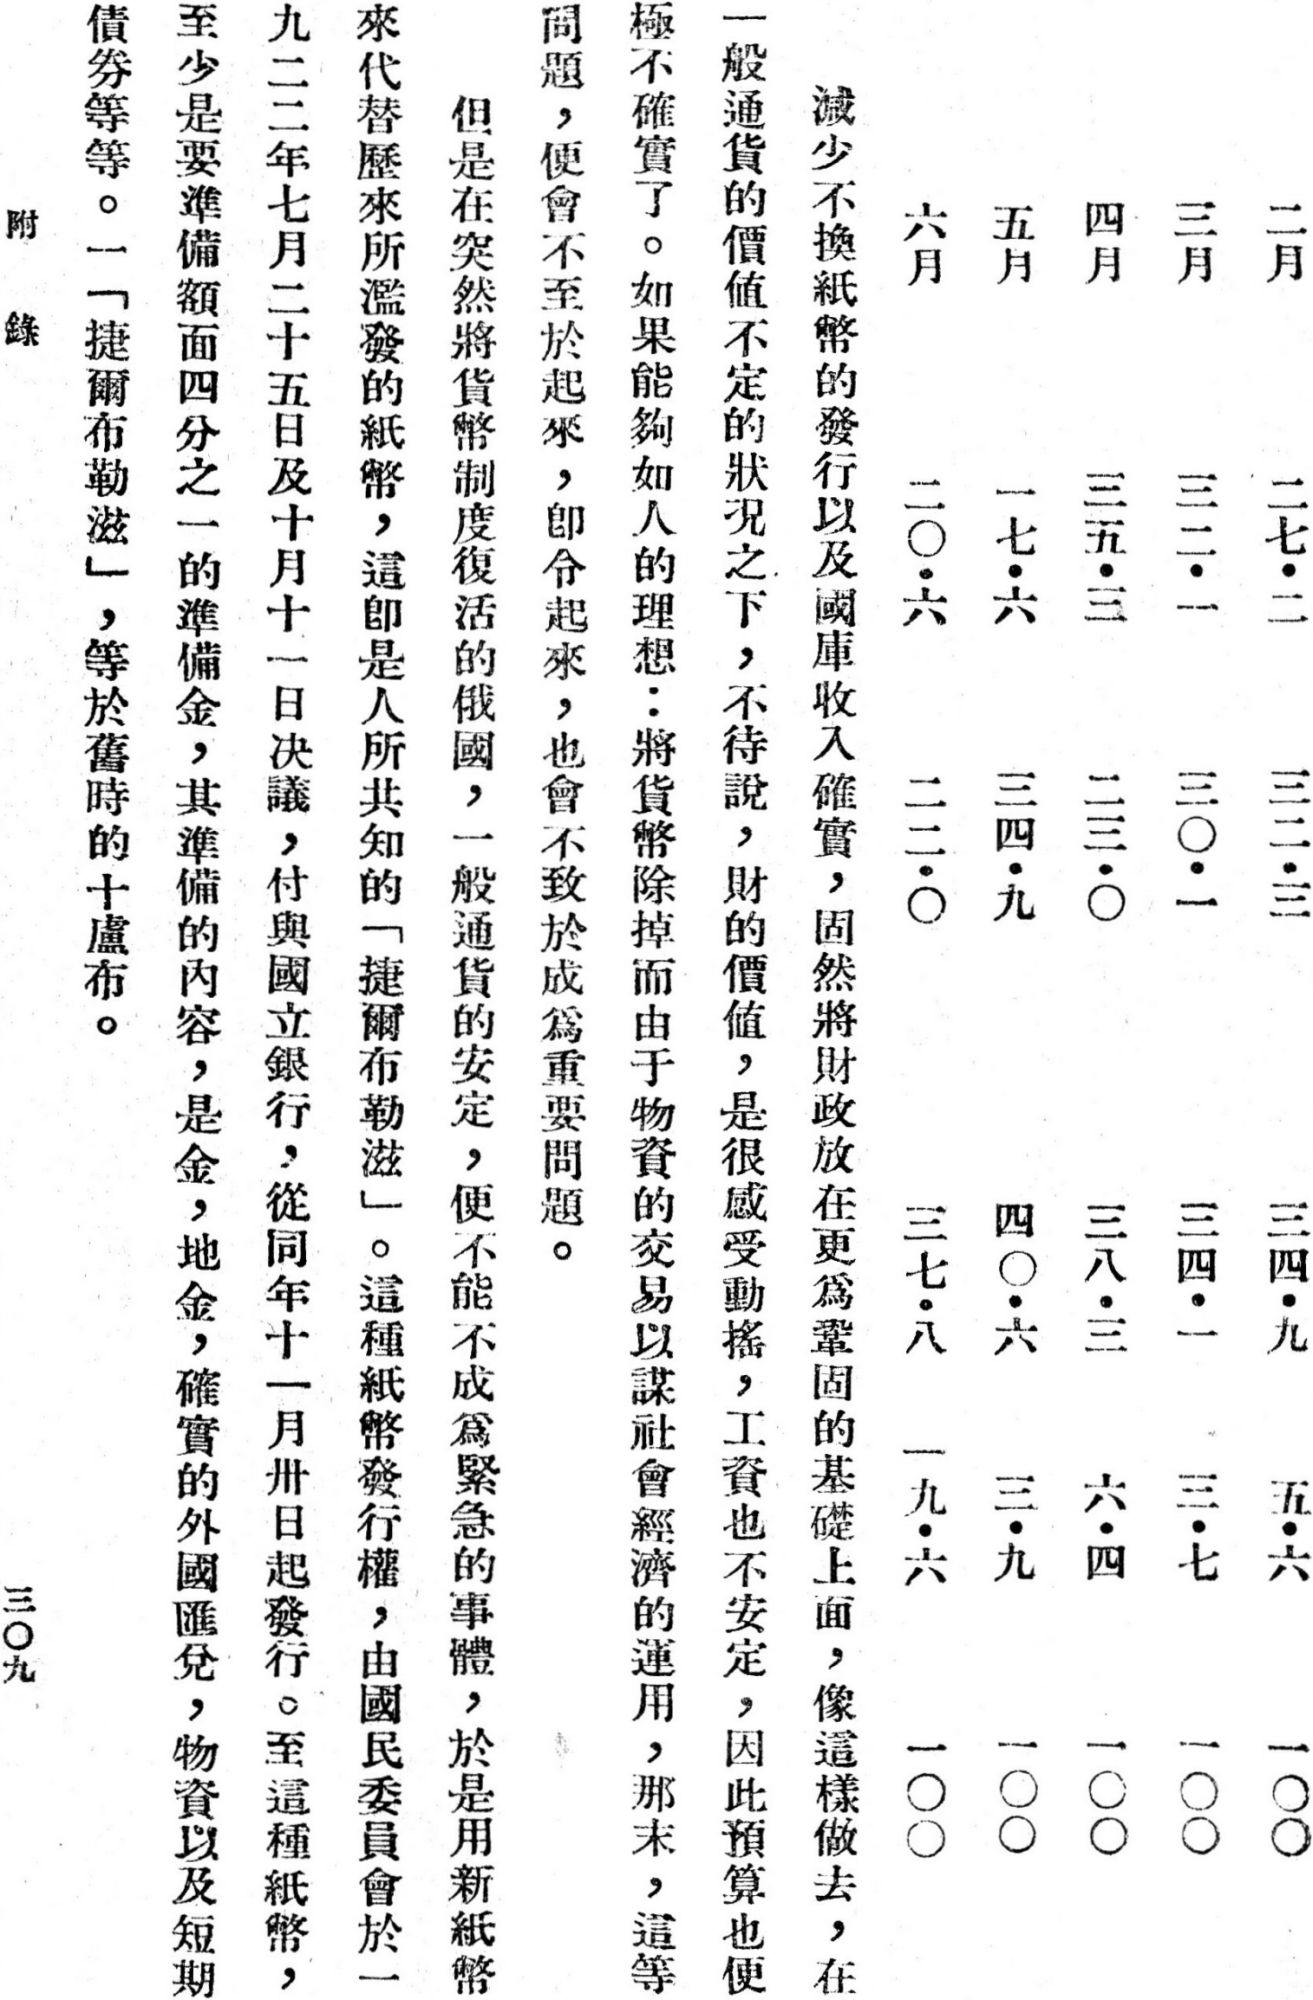 二月　二七・二　三二・三　三四・九　五・六　一〇〇
三月　三二・一　三〇・一　三四・一　三・七　一〇〇
四月　三五・三　二三・〇　三八・三　六・四　一〇〇
五月　一七・六　三四・九　四〇・六　三・九　一〇〇
六月　二〇・六　二二・〇　三七・八　一九・六　一〇〇
減少不換紙幣的發行以及國庫收入確實，固然將財政放在更爲鞏固的基礎上面，像這樣做去，在
一般通貨的價值不定的狀況之下，不待說，財的價值，是很感受動搖，工資也不安定，因此預算也便
極不確實了。如果能夠如人的理想：將貨幣除掉而由于物資的交易以謀社會經濟的運用，那末，這等
問題，便會不至於起來，卽令起來，也會不致於成爲重要問題。
但是在突然將貨幣制度復活的俄國，一般通貨的安定，便不能不成爲緊急的事體，於是用新紙幣
來代替歷來所濫發的紙幣，這卽是人所共知的「捷爾布勒滋」。這種紙幣發行權，由國民委員會於一
九二二年七月二十五日及十月十一日决議，付與國立銀行，從同年十一月卅日起發行。至這種紙幣，
至少是要準備額面四分之一的準備金，其準備的內容，是金，地金，確實的外國匯兌，物資以及短期
債券等等。一「捷爾布勒滋」，等於舊時的十盧布。
附　錄　三〇九